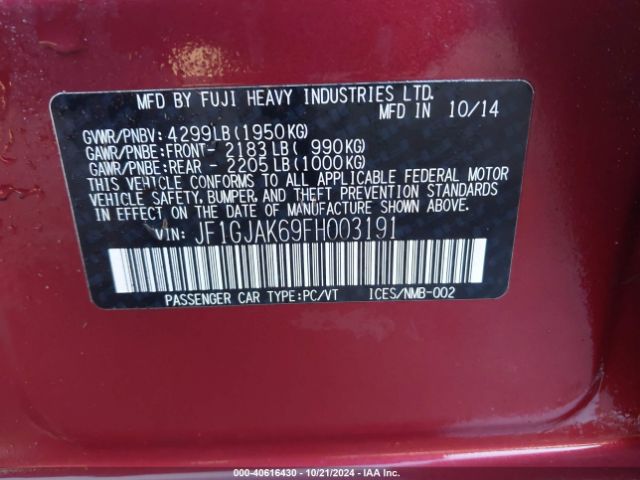 MFD BY FUJI HEAVY INDUSTRIES LTD.
MFD IN 10/14
GVWR/PNBV: 4299LB(1950KG)
GAWR/PNBE:FRONT- 2183LB( 990KG)
GAWR/PNBE:REAR - 2205LB(1000KG)
THIS VEHICLE CONFORMS TO ALL APPLICABLE FEDERAL MOTOR
VEHICLE SAFETY, BUMPER, AND THEFT PREVENTION STANDARDS
IN EFFECT ON THE DATE OF MANUFACTURE SHOWN ABOVE.
VIN: JF1GJAK69FH003191
PASSENGER CAR TYPE:PC/VT ICES/NMB-002
000-40616430 - 10/21/2024 - IAA Inc.